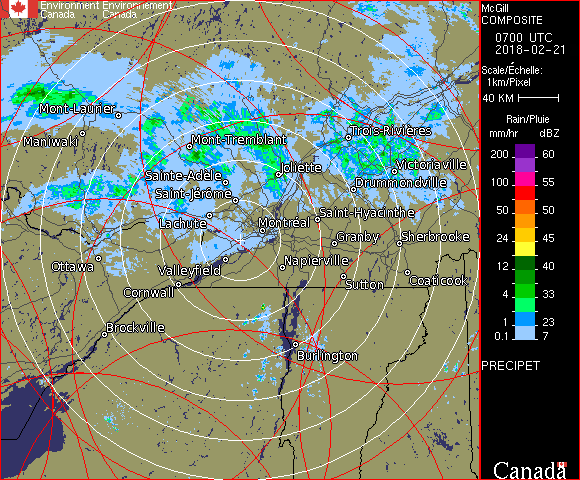 Environment Environnement
Canada Canada
McGill
COMPOSITE
0700 UTC
2018-02-21
Scale/Échelle:
1km/Pixel
40 KM
Rain/Pluie
mm/hr dBZ
200 60
100 55
50 50
24 45
12 40
4 33
1 23
0.1 7
PRECIPET
Mont-Laurier
Maniwaki
Mont-Tremblant
Trois-Rivières
Sainte-Adèle
Joliette
Victoriaville
Saint-Jérôme
Drummondville
Lachute
Montréal
Saint-Hyacinthe
Granby
Sherbrooke
Ottawa
Valleyfield
Napierville
Cornwall
Sutton
Coaticook
Brockville
Burlington
Canada